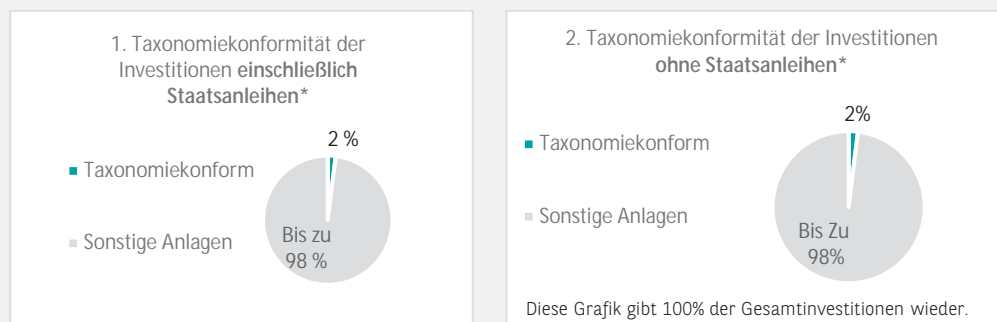 1. Taxonomiekonformität der
Investitionen einschließlich
Staatsanleihen*
2 %
Taxonomiekonform
Sonstige Anlagen
Bis zu
98 %
2. Taxonomiekonformität der Investitionen
ohne Staatsanleihen*
2%
Taxonomiekonform
Sonstige Anlagen
Bis Zu
98%
Diese Grafik gibt 100% der Gesamtinvestitionen wieder.